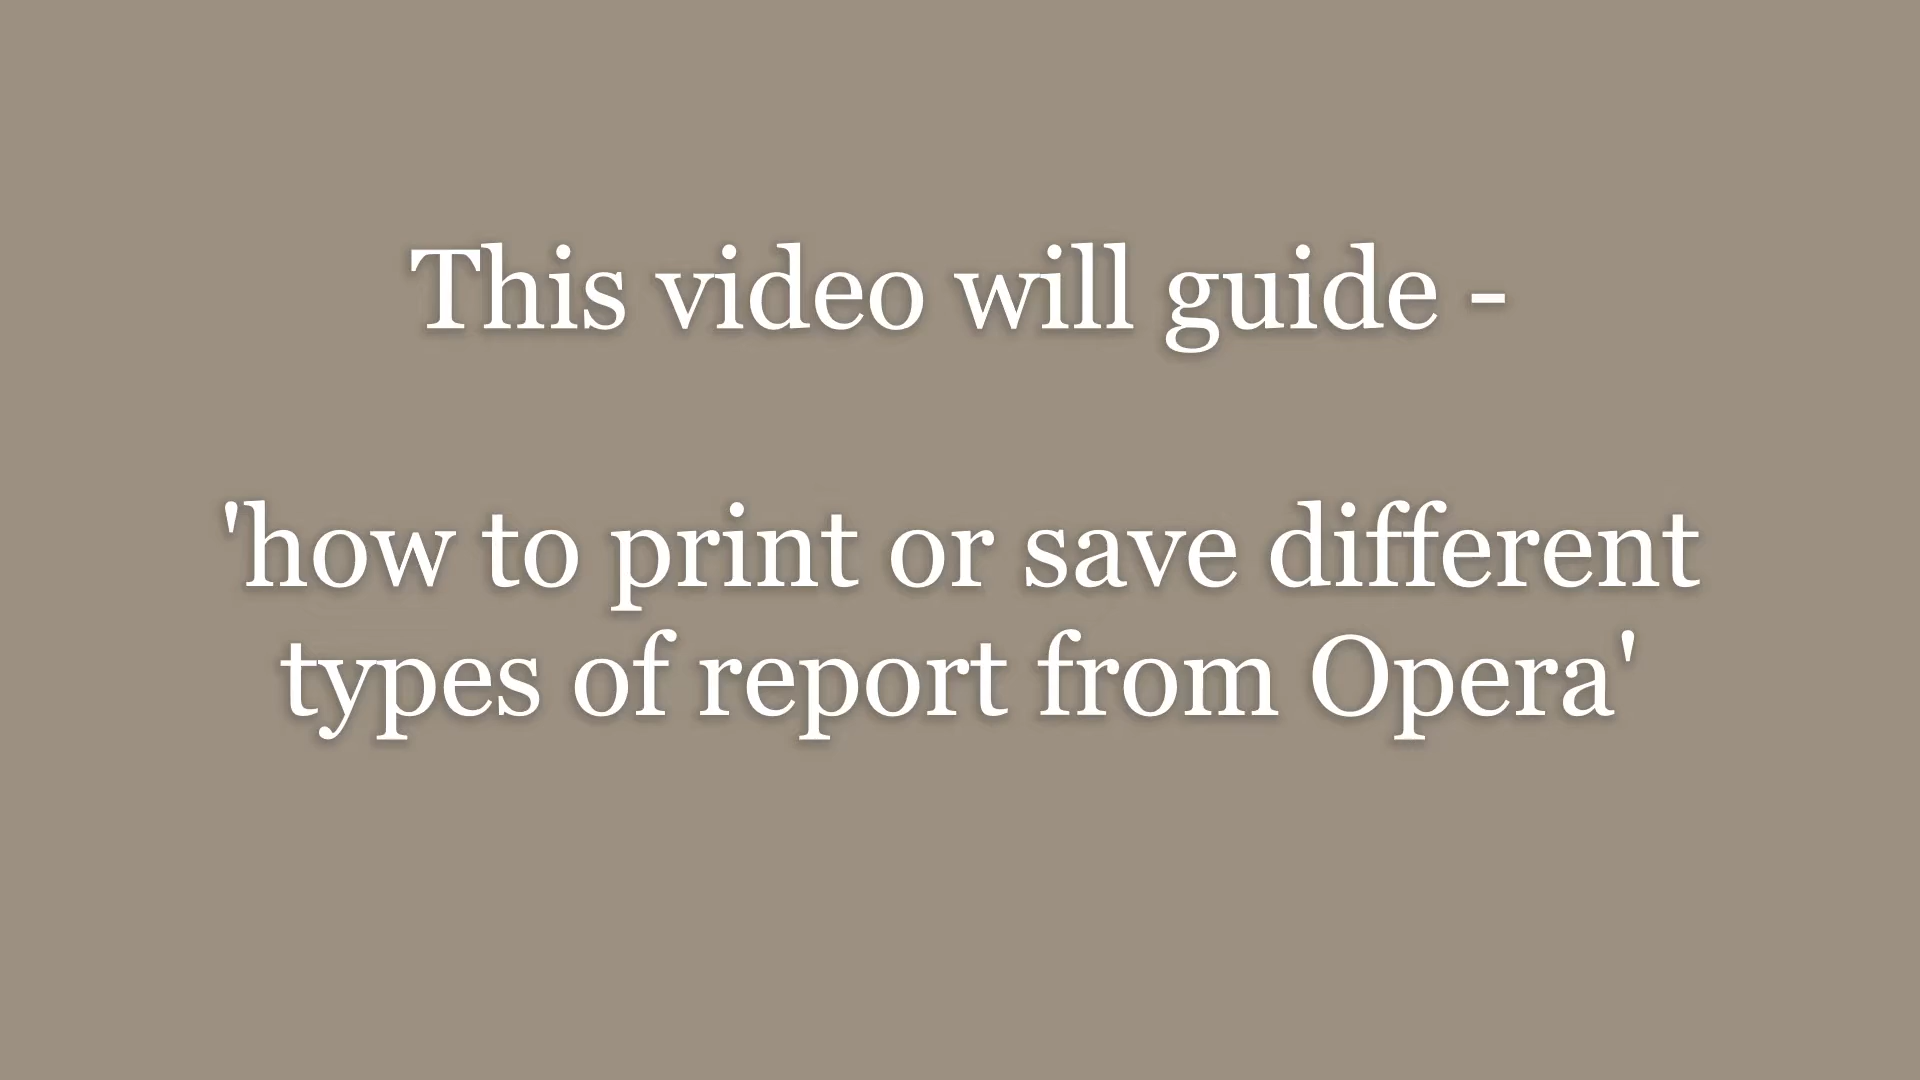 This video will guide -
'how to print or save different
types of report from Opera'